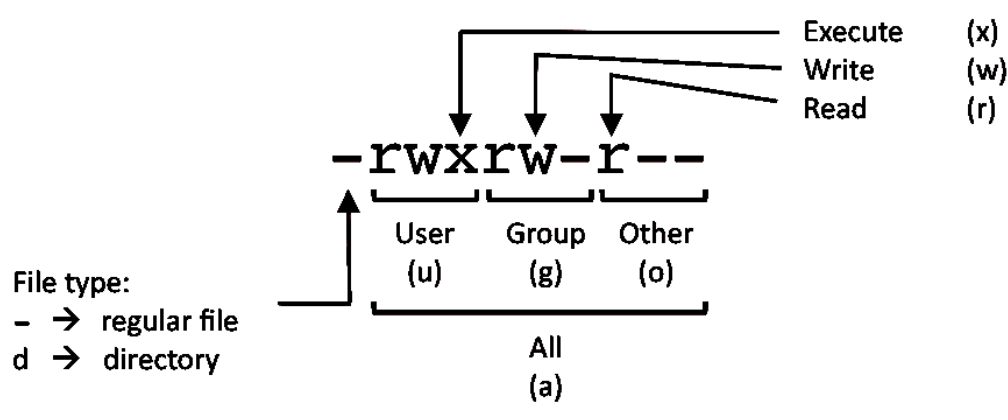 Execute (x)
Write (w)
Read (r)
-rwxrw-r--
User Group Other
(u) (g) (o)
File type:
- → regular file
d → directory
All
(a)